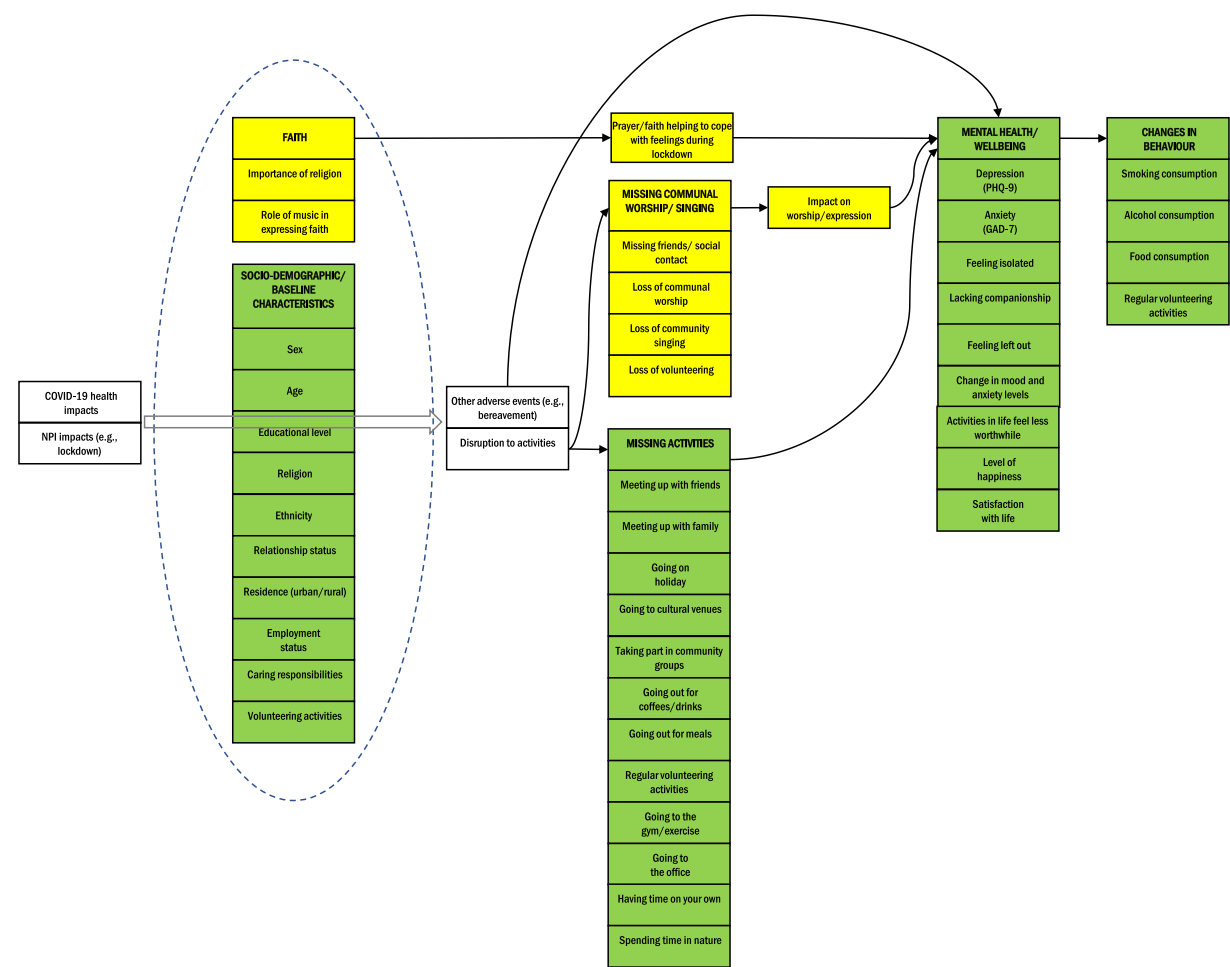 COVID-19 health
impacts
NPI impacts (e.g.,
lockdown)
FAITH
Importance of religion
Role of music in
expressing faith
SOCIO-DEMOGRAPHIC/
BASELINE
CHARACTERISTICS
Sex
Age
Educational level
Religion
Ethnicity
Relationship status
Residence (urban/rural)
Employment
status
Caring responsibilities
Volunteering activities
Other adverse events (e.g.,
bereavement)
Disruption to activities
Prayer/faith helping to cope
with feelings during
lockdown
MISSING COMMUNAL
WORSHIP/ SINGING
Missing friends/ social
contact
Loss of communal
worship
Loss of community
singing
Loss of volunteering
MISSING ACTIVITIES
Meeting up with friends
Meeting up with family
Going on
holiday
Going to cultural venues
Taking part in community
groups
Going out for
coffees/drinks
Going out for meals
Regular volunteering
activities
Going to the
gym/exercise
Going to
the office
Having time on your own
Spending time in nature
Impact on
worship/expression
MENTAL HEALTH/
WELLBEING
Depression
(PHQ-9)
Anxiety
(GAD-7)
Feeling isolated
Lacking companionship
Feeling left out
Change in mood and
anxiety levels
Activities in life feel less
worthwhile
Level of
happiness
Satisfaction
with life
CHANGES IN
BEHAVIOUR
Smoking consumption
Alcohol consumption
Food consumption
Regular volunteering
activities